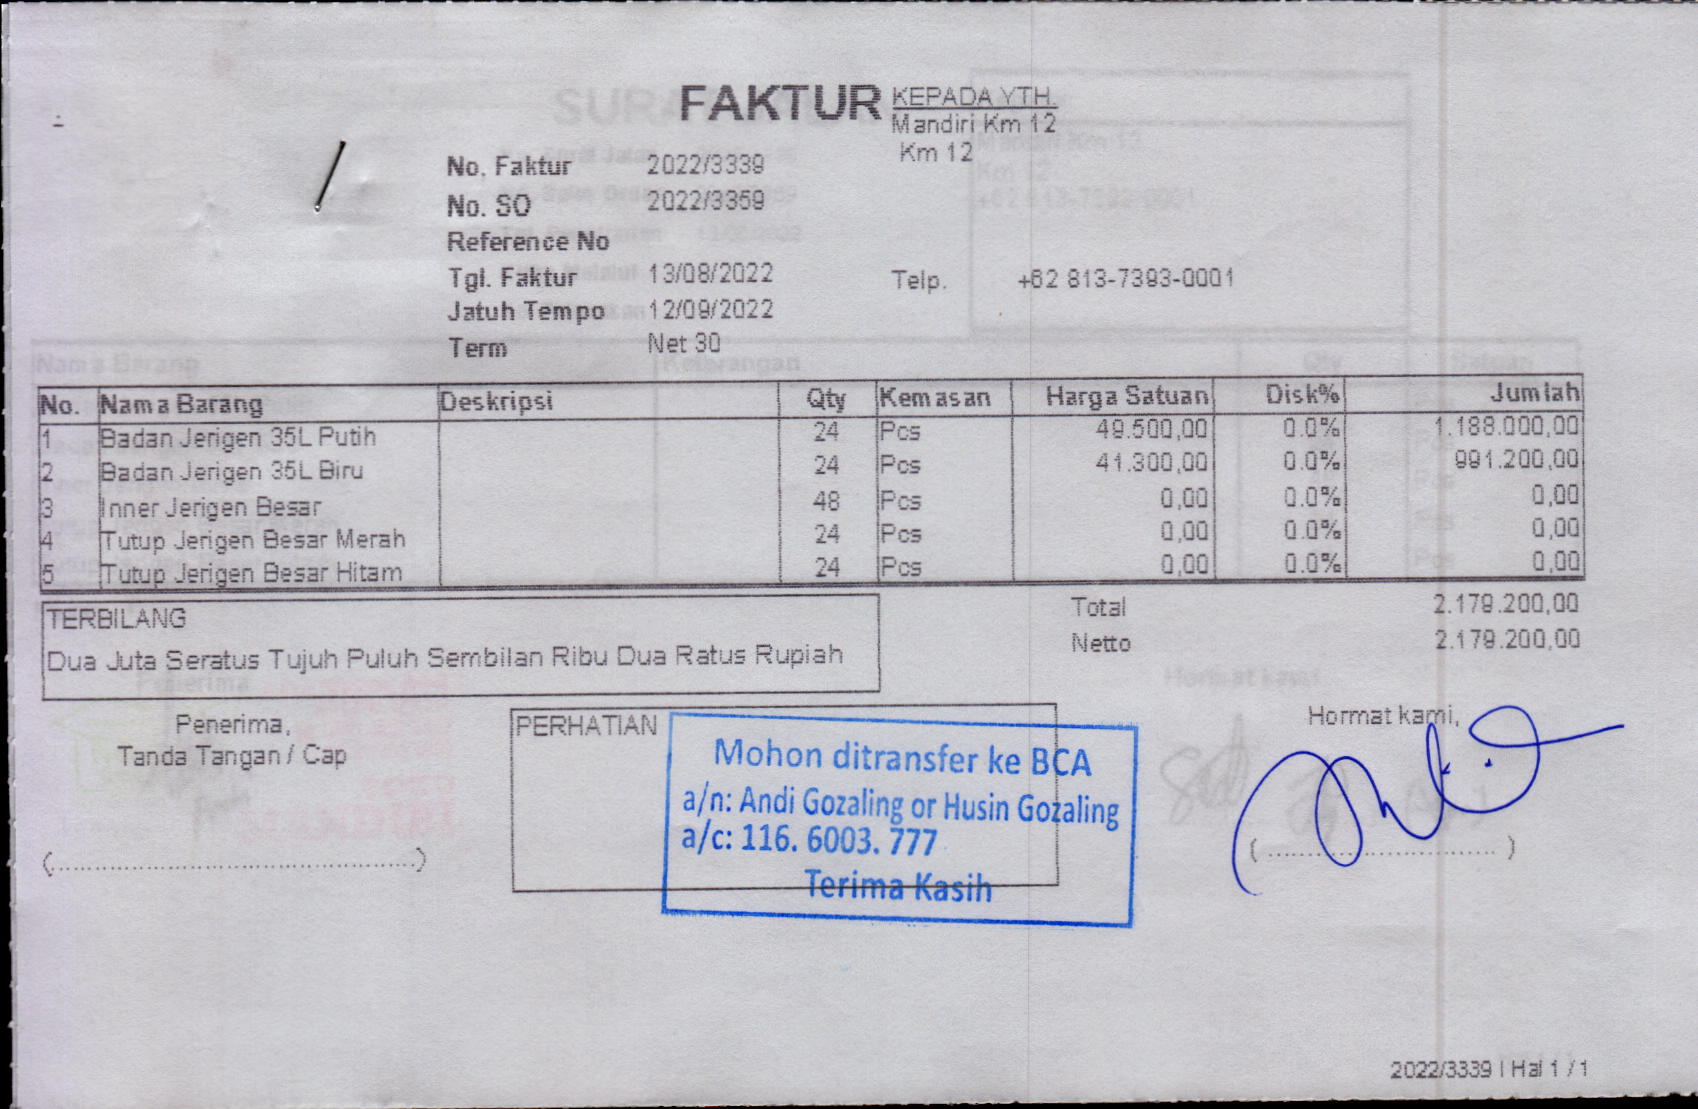 FAKTUR
KEPADA YTH.
Mandiri Km 12
Km 12
No. Faktur 2022/3339
No. SO 2022/3359
Reference No
Tgl. Faktur 13/08/2022
Telp. +62 813-7393-0001
Jatuh Tempo 12/09/2022
Term Net 30
No. Nama Barang Deskripsi Qty Kemasan Harga Satuan Disk% Jumlah
1 Badan Jerigen 35L Putih 24 Pcs 49.500,00 0.0% 1.188.000,00
2 Badan Jerigen 35L Biru 24 Pcs 41.300,00 0.0% 991.200,00
3 Inner Jerigen Besar 48 Pcs 0,00 0.0% 0,00
4 Tutup Jerigen Besar Merah 24 Pcs 0,00 0.0% 0,00
5 Tutup Jerigen Besar Hitam 24 Pcs 0,00 0.0% 0,00
TERBILANG
Dua Juta Seratus Tujuh Puluh Sembilan Ribu Dua Ratus Rupiah
Total 2.179.200,00
Netto 2.179.200,00
Penerima,
Tanda Tangan / Cap
(..................................................)
PERHATIAN
Mohon ditransfer ke BCA
a/n: Andi Gozaling or Husin Gozaling
a/c: 116. 6003. 777
Terima Kasih
Hormat kami,
( ................................ )
2022/3339 | Hal 1 / 1